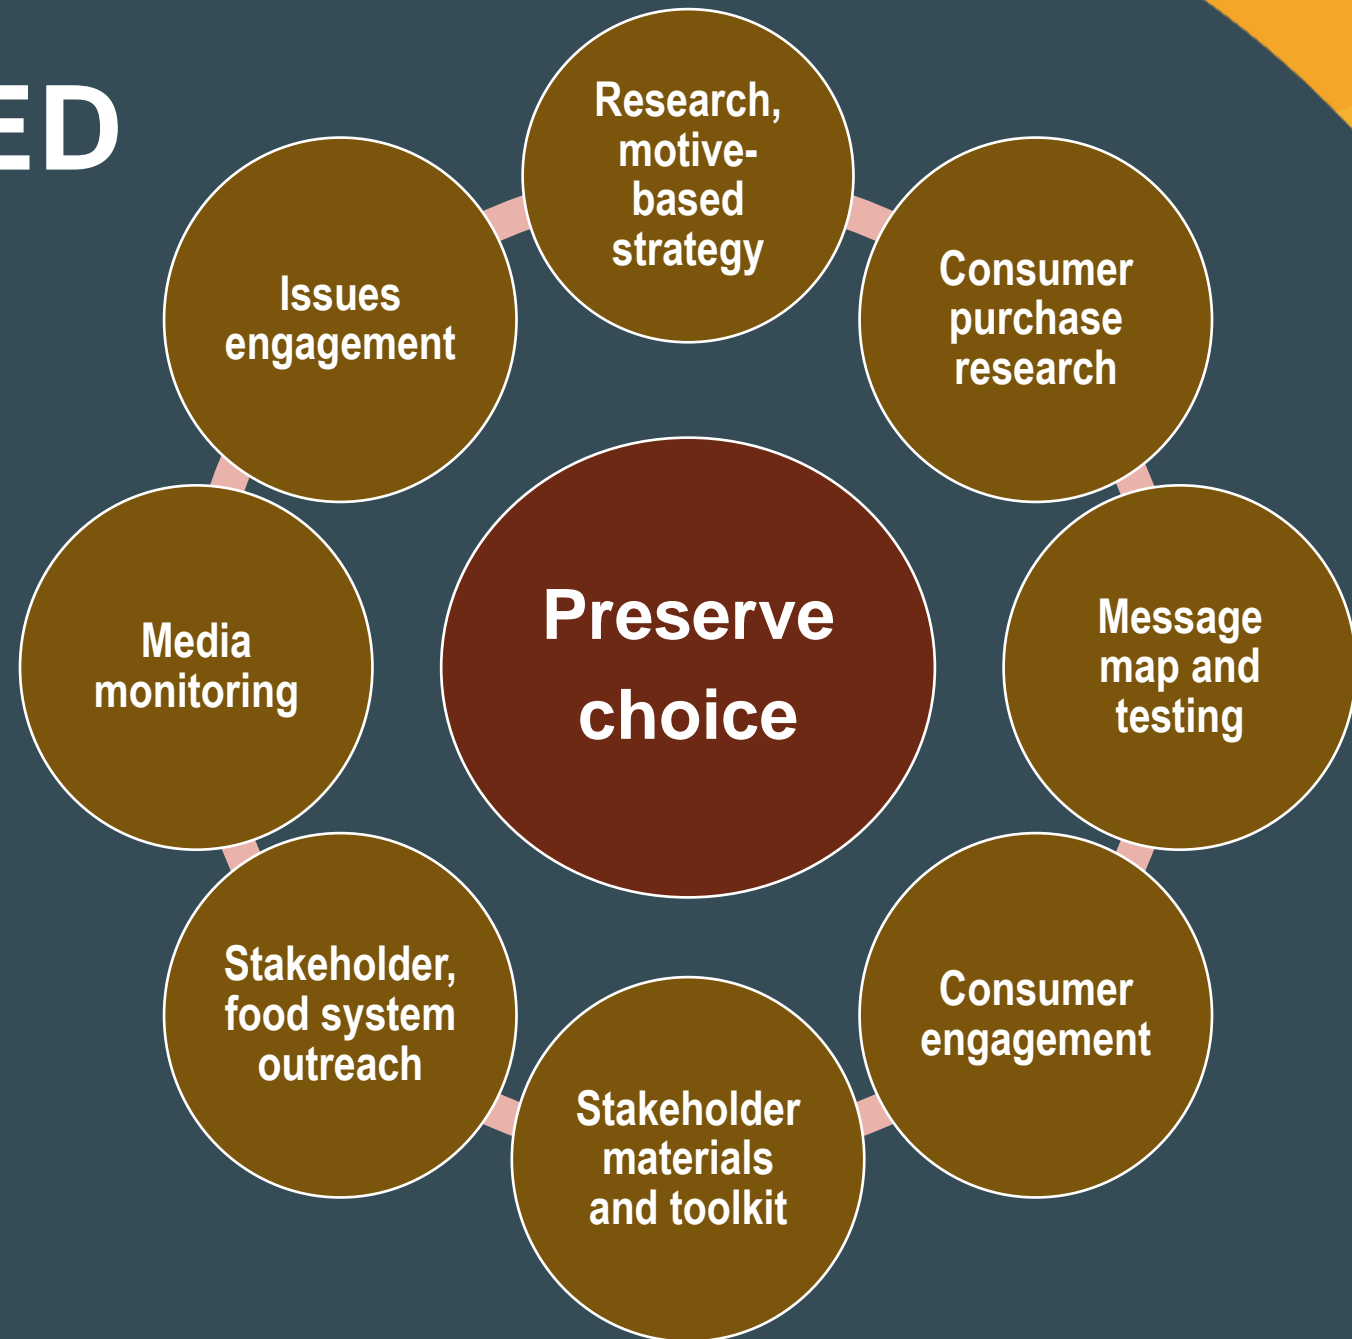 ED
Research,
motive-
based
strategy
Consumer
purchase
research
Message
map and
testing
Consumer
engagement
Stakeholder
materials
and toolkit
Stakeholder,
food system
outreach
Media
monitoring
Issues
engagement
Preserve
choice